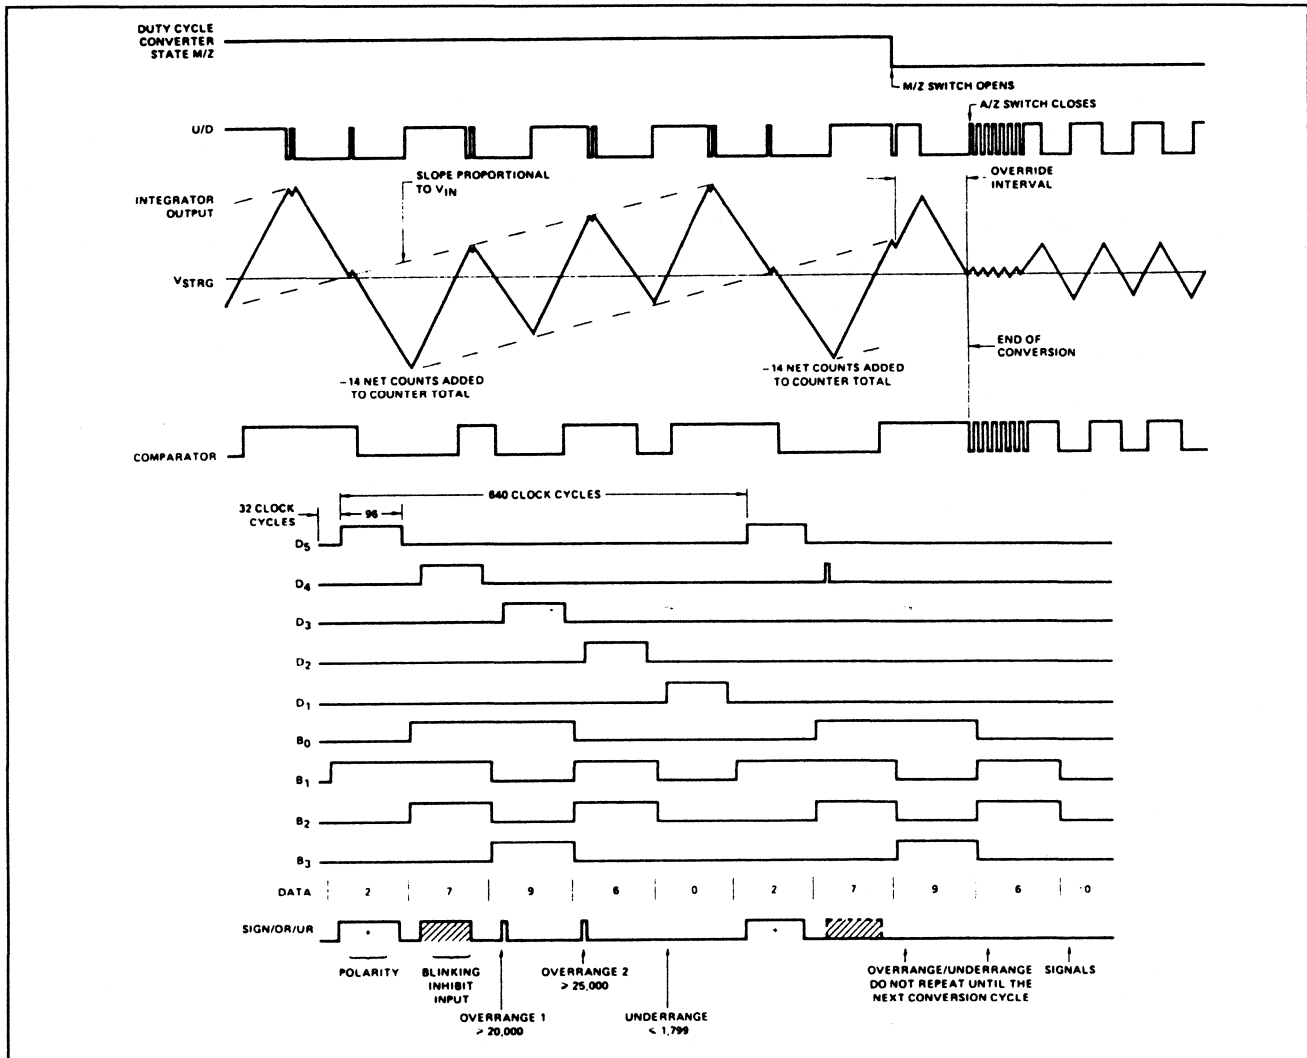 DUTY CYCLE
CONVERTER
STATE M/Z
M/Z SWITCH OPENS
A/Z SWITCH CLOSES
U/D
SLOPE PROPORTIONAL
TO VIN
OVERRIDE
INTERVAL
INTEGRATOR
OUTPUT
VSTRG
END OF
CONVERSION
-14 NET COUNTS ADDED
TO COUNTER TOTAL
-14 NET COUNTS ADDED
TO COUNTER TOTAL
COMPARATOR
640 CLOCK CYCLES
32 CLOCK
CYCLES
96
D5
D4
D3
D2
D1
B0
B1
B2
B3
DATA 2 7 9 6 0 2 7 9 6 0
SIGN/OR/UR + +
POLARITY
BLINKING
INHIBIT
INPUT
OVERRANGE 1
> 20,000
OVERRANGE 2
> 25,000
UNDERRANGE
< 1,799
OVERRANGE/UNDERRANGE SIGNALS
DO NOT REPEAT UNTIL THE
NEXT CONVERSION CYCLE